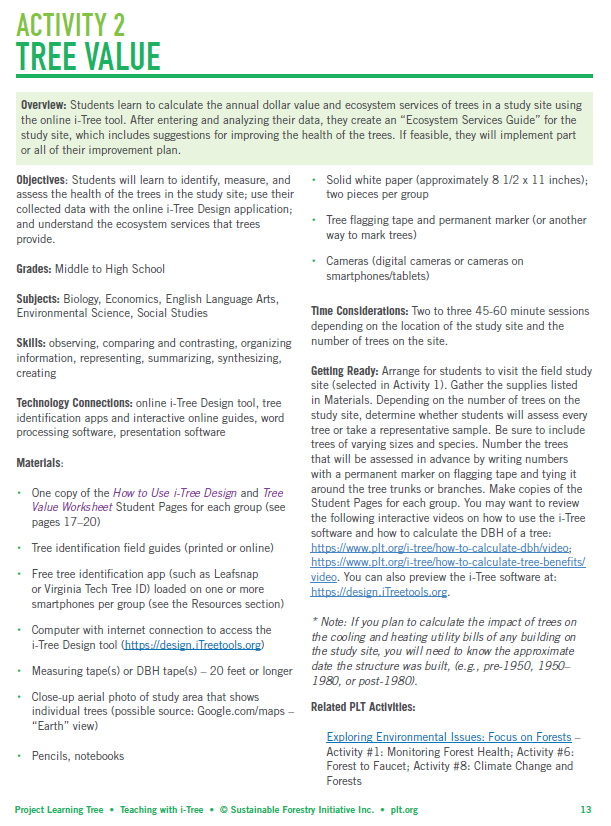 ACTIVITY 2
TREE VALUE
Overview: Students learn to calculate the annual dollar value and ecosystem services of trees in a study site using
the online i-Tree tool. After entering and analyzing their data, they create an “Ecosystem Services Guide” for the
study site, which includes suggestions for improving the health of the trees. If feasible, they will implement part
or all of their improvement plan.
Objectives: Students will learn to identify, measure, and
assess the health of the trees in the study site; use their
collected data with the online i-Tree Design application;
and understand the ecosystem services that trees
provide.
Grades: Middle to High School
Subjects: Biology, Economics, English Language Arts,
Environmental Science, Social Studies
Skills: observing, comparing and contrasting, organizing
information, representing, summarizing, synthesizing,
creating
Technology Connections: online i-Tree Design tool, tree
identification apps and interactive online guides, word
processing software, presentation software
Materials:
• One copy of the How to Use i-Tree Design and Tree
Value Worksheet Student Pages for each group (see
pages 17–20)
• Tree identification field guides (printed or online)
• Free tree identification app (such as Leafsnap
or Virginia Tech Tree ID) loaded on one or more
smartphones per group (see the Resources section)
• Computer with internet connection to access the
i-Tree Design tool (https://design.iTreetools.org)
• Measuring tape(s) or DBH tape(s) – 20 feet or longer
• Close-up aerial photo of study area that shows
individual trees (possible source: Google.com/maps –
“Earth” view)
• Pencils, notebooks
• Solid white paper (approximately 8 1/2 x 11 inches);
two pieces per group
• Tree flagging tape and permanent marker (or another
way to mark trees)
• Cameras (digital cameras or cameras on
smartphones/tablets)
Time Considerations: Two to three 45-60 minute sessions
depending on the location of the study site and the
number of trees on the site.
Getting Ready: Arrange for students to visit the field study
site (selected in Activity 1). Gather the supplies listed
in Materials. Depending on the number of trees on the
study site, determine whether students will assess every
tree or take a representative sample. Be sure to include
trees of varying sizes and species. Number the trees
that will be assessed in advance by writing numbers
with a permanent marker on flagging tape and tying it
around the tree trunks or branches. Make copies of the
Student Pages for each group. You may want to review
the following interactive videos on how to use the i-Tree
software and how to calculate the DBH of a tree:
https://www.plt.org/i-tree/how-to-calculate-dbh/video;
https://www.plt.org/i-tree/how-to-calculate-tree-benefits/
video. You can also preview the i-Tree software at:
https://design.iTreetools.org.
* Note: If you plan to calculate the impact of trees on
the cooling and heating utility bills of any building on
the study site, you will need to know the approximate
date the structure was built, (e.g., pre-1950, 1950–
1980, or post-1980).
Related PLT Activities:
Exploring Environmental Issues: Focus on Forests –
Activity #1: Monitoring Forest Health; Activity #6:
Forest to Faucet; Activity #8: Climate Change and
Forests
Project Learning Tree • Teaching with i-Tree • © Sustainable Forestry Initiative Inc. • plt.org 13